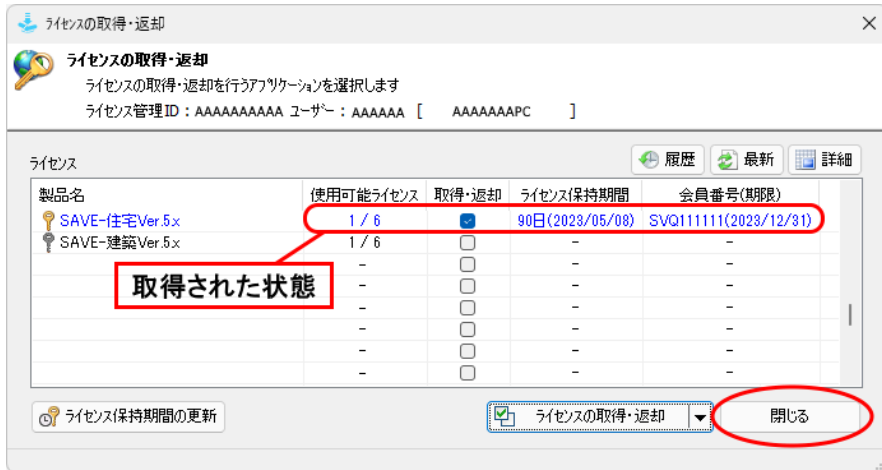 ライセンスの取得・返却
ライセンスの取得・返却
ライセンスの取得・返却を行うアプリケーションを選択します
ライセンス管理ID：AAAAAAAAAA ユーザー：AAAAAA [ AAAAAAAPC ]
ライセンス 履歴 最新 詳細
製品名 使用可能ライセンス 取得・返却 ライセンス保持期間 会員番号(期限)
SAVE-住宅Ver.5.x 1 / 6 90日(2023/05/08) SVQ111111(2023/12/31)
SAVE-建築Ver.5.x 1 / 6 - -
- - -
取得された状態 - - -
- - -
- - -
- - -
- - -
ライセンス保持期間の更新 ライセンスの取得・返却 閉じる